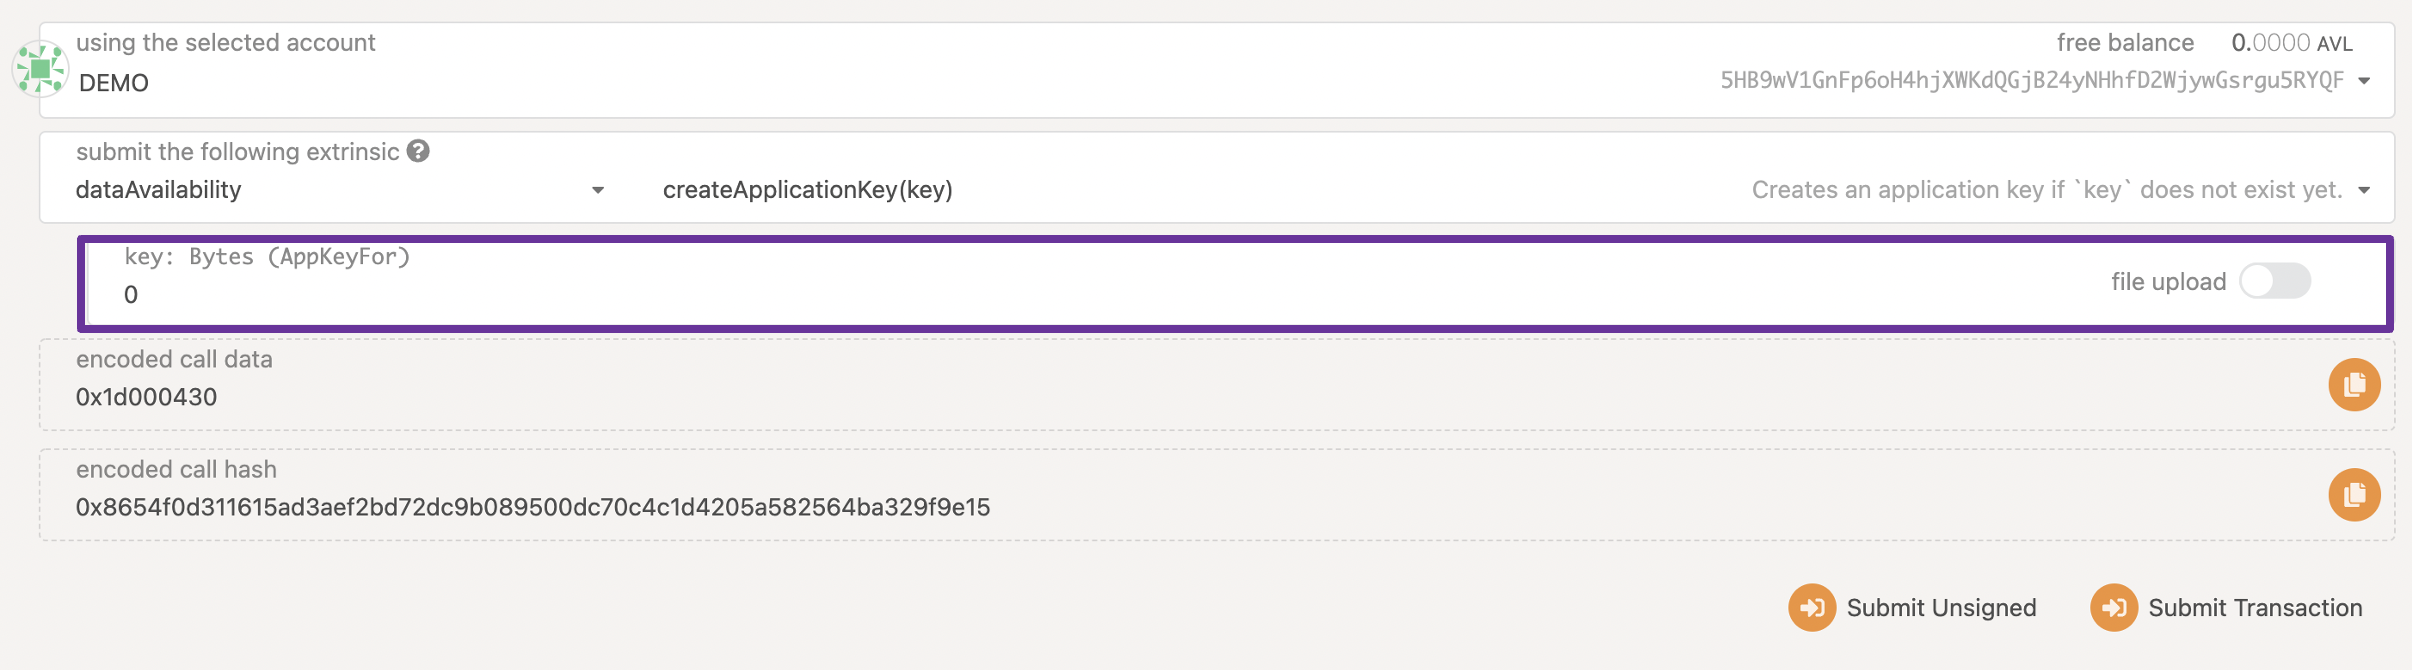 using the selected account
free balance 0.0000 AVL
DEMO
5HB9wV1GnFp6oH4hjXWKdQGjB24yNHhfD2WjywGsrgu5RYQF
submit the following extrinsic ?
dataAvailability createApplicationKey(key) Creates an application key if `key` does not exist yet.
key: Bytes (AppKeyFor)
0
file upload
encoded call data
0x1d000430
encoded call hash
0x8654f0d311615ad3aef2bd72dc9b089500dc70c4c1d4205a582564ba329f9e15
Submit Unsigned Submit Transaction